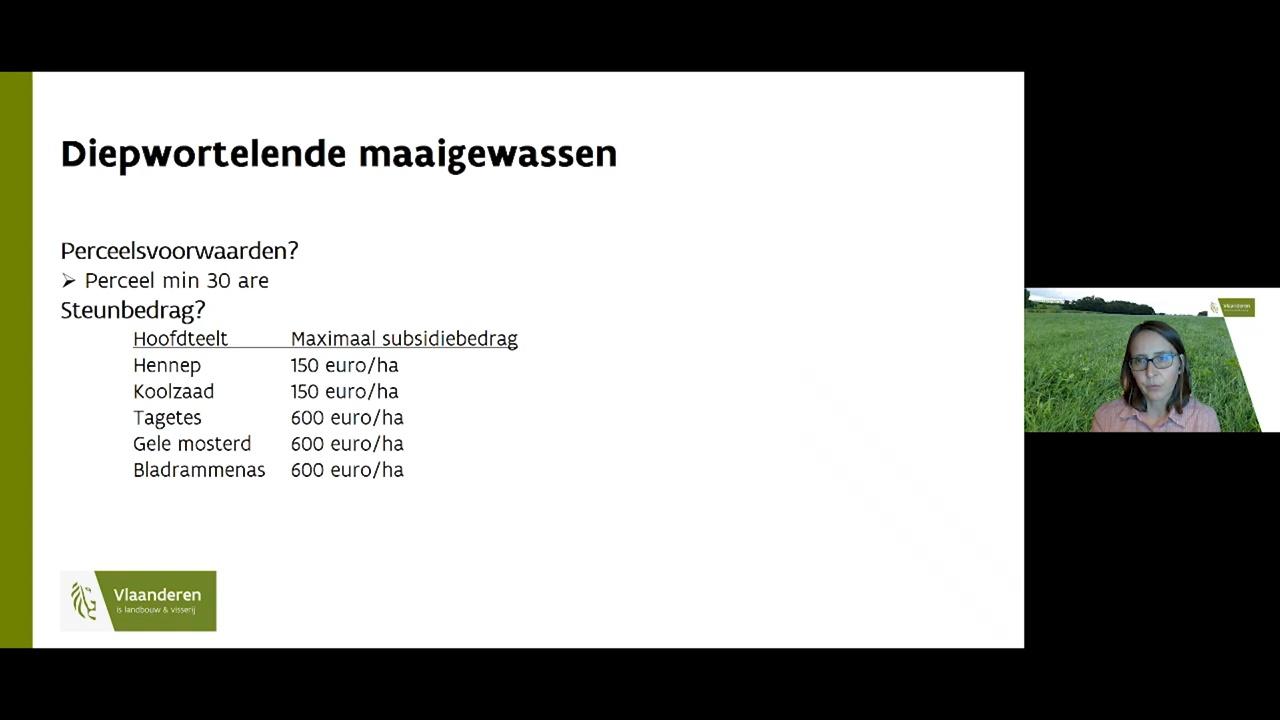 Diepwortelende maaigewassen
Perceelsvoorwaarden?
➢ Perceel min 30 are
Steunbedrag?
Hoofdteelt Maximaal subsidiebedrag
Hennep 150 euro/ha
Koolzaad 150 euro/ha
Tagetes 600 euro/ha
Gele mosterd 600 euro/ha
Bladrammenas 600 euro/ha
Vlaanderen
is landbouw & visserij
Vlaanderen